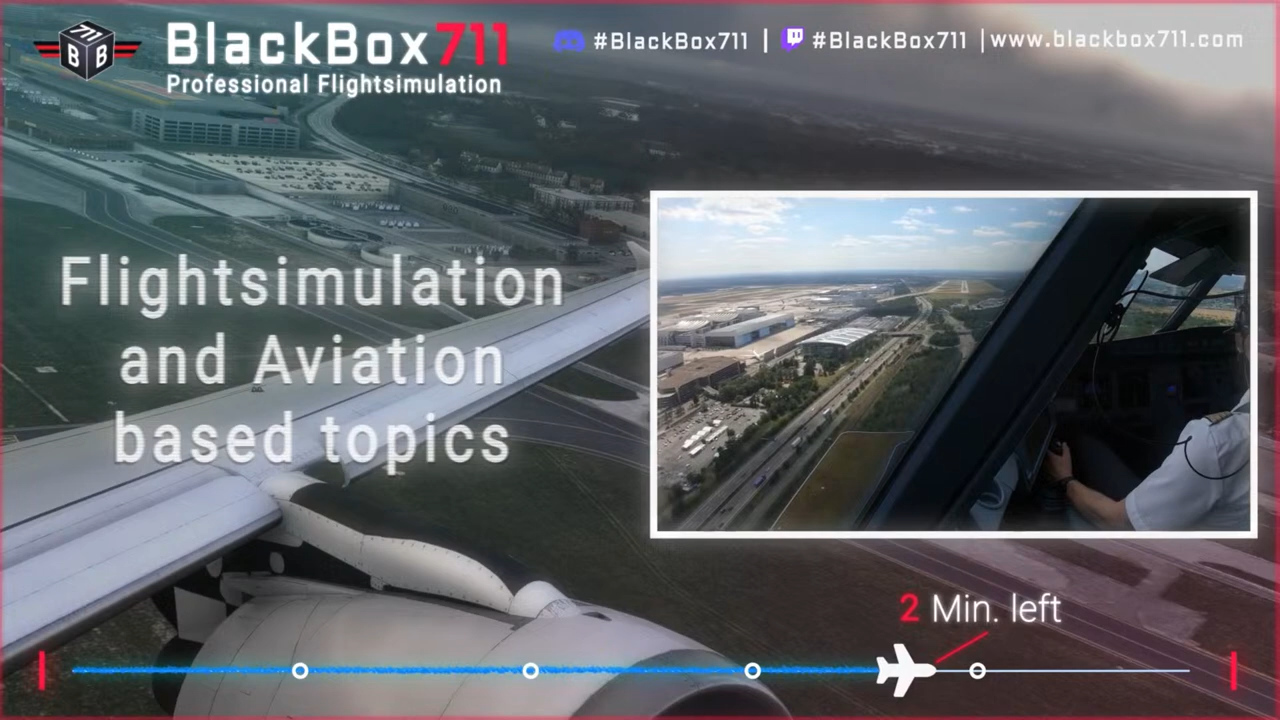 BlackBox711
Professional Flightsimulation
#BlackBox711 | #BlackBox711 | www.blackbox711.com
Flightsimulation
and Aviation
based topics
2 Min. left